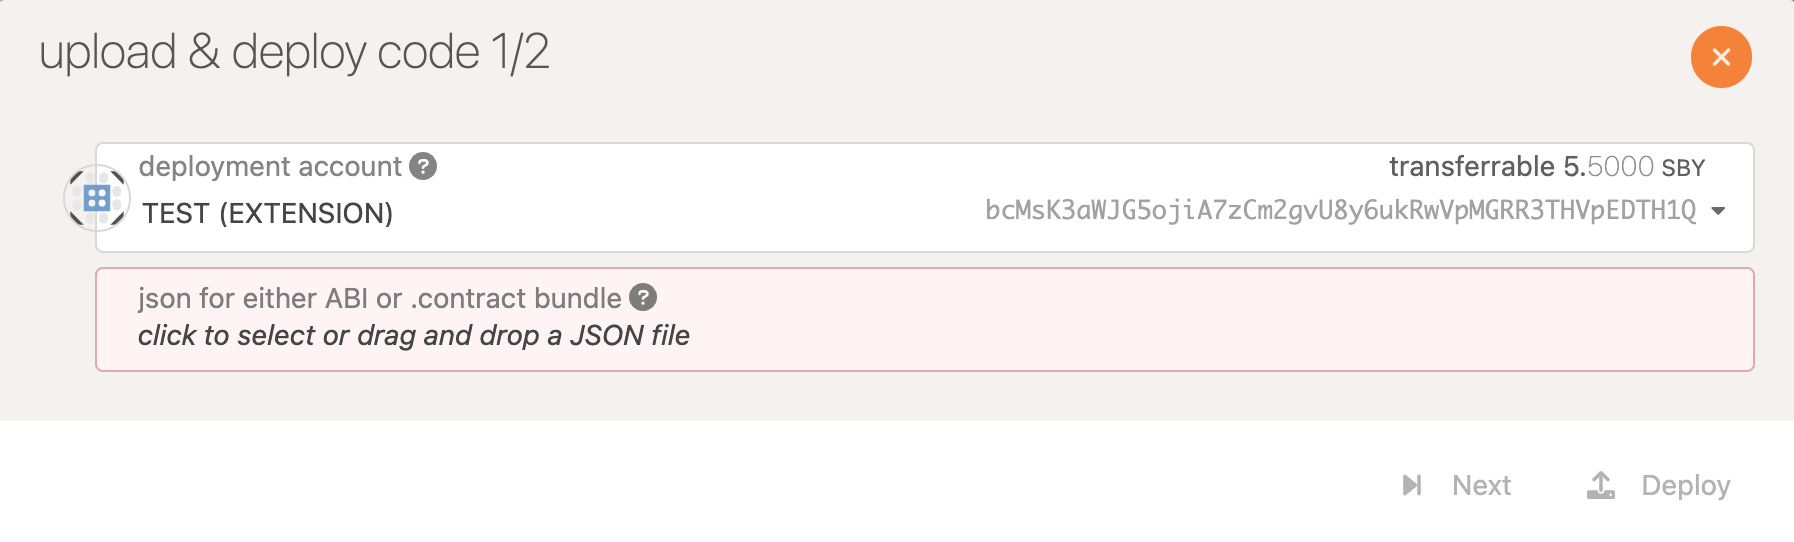 upload & deploy code 1/2
deployment account ?
transferrable 5.5000 SBY
TEST (EXTENSION)
bcMsK3aWJG5ojiA7zCm2gvU8y6ukRwVpMGRR3THVpEDTH1Q
json for either ABI or .contract bundle ?
click to select or drag and drop a JSON file
Next
Deploy